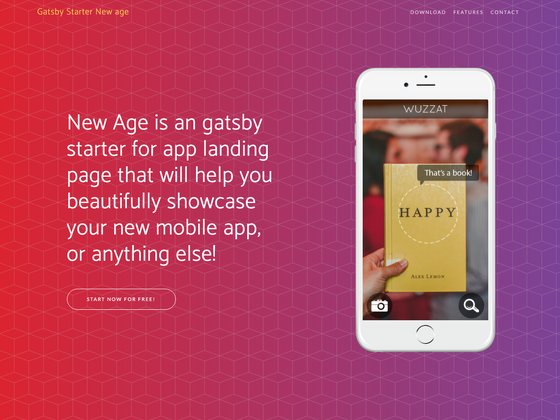 Gatsby Starter New age
DOWNLOAD FEATURES CONTACT
New Age is an gatsby
starter for app landing
page that will help you
beautifully showcase
your new mobile app,
or anything else!
START NOW FOR FREE!
WUZZAT
That's a book!
HAPPY
ALEX LEMON